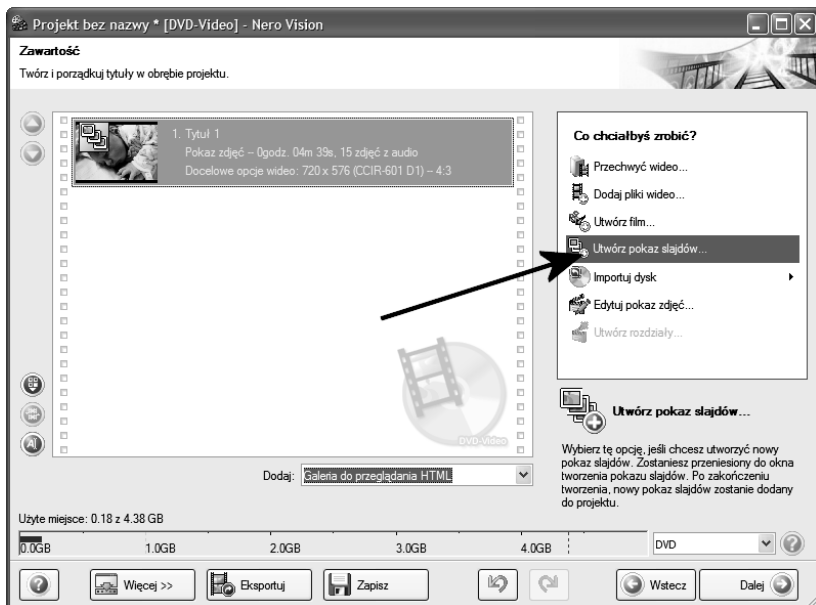 Projekt bez nazwy * [DVD-Video] - Nero Vision
Zawartość
Twórz i porządkuj tytuły w obrębie projektu.
1. Tytuł 1
Pokaz zdjęć – 0godz. 04m 39s, 15 zdjęć z audio
Docelowe opcje wideo: 720 x 576 (CCIR-601 D1) – 4:3
DVD-Video
Dodaj: Galeria do przeglądania HTML
Co chciałbyś zrobić?
Przechwyć wideo...
Dodaj pliki wideo...
Utwórz film...
Utwórz pokaz slajdów...
Importuj dysk
Edytuj pokaz zdjęć...
Utwórz rozdziały...
Utwórz pokaz slajdów...
Wybierz tę opcję, jeśli chcesz utworzyć nowy
pokaz slajdów. Zostaniesz przeniesiony do okna
tworzenia pokazu slajdów. Po zakończeniu
tworzenia, nowy pokaz slajdów zostanie dodany
do projektu.
Użyte miejsce: 0.18 z 4.38 GB
0.0GB 1.0GB 2.0GB 3.0GB 4.0GB DVD
Więcej >> Eksportuj Zapisz Wstecz Dalej